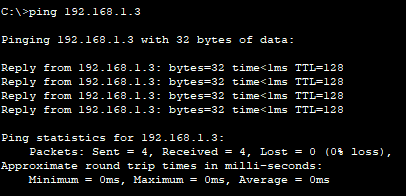 C:\>ping 192.168.1.3
Pinging 192.168.1.3 with 32 bytes of data:
Reply from 192.168.1.3: bytes=32 time<1ms TTL=128
Reply from 192.168.1.3: bytes=32 time<1ms TTL=128
Reply from 192.168.1.3: bytes=32 time<1ms TTL=128
Reply from 192.168.1.3: bytes=32 time<1ms TTL=128
Ping statistics for 192.168.1.3:
    Packets: Sent = 4, Received = 4, Lost = 0 (0% loss),
Approximate round trip times in milli-seconds:
    Minimum = 0ms, Maximum = 0ms, Average = 0ms